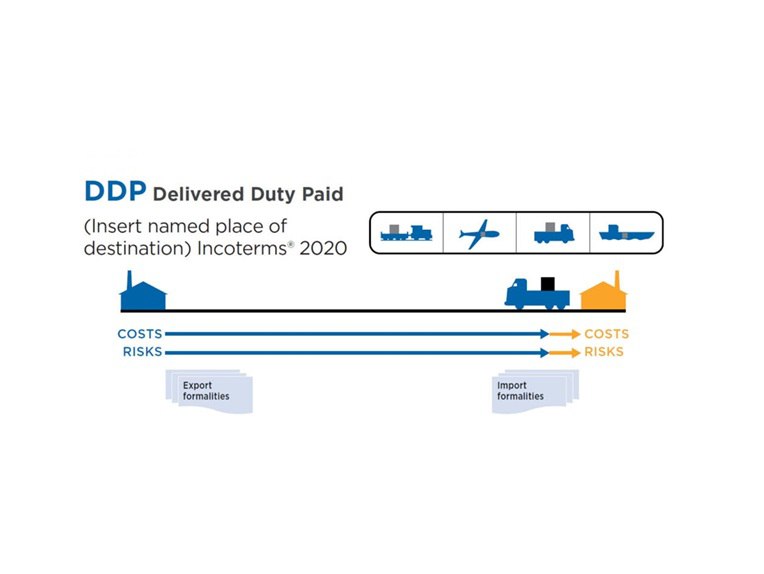 DDP Delivered Duty Paid
(Insert named place of
destination) Incoterms® 2020
COSTS COSTS
RISKS RISKS
Export
formalities
Import
formalities